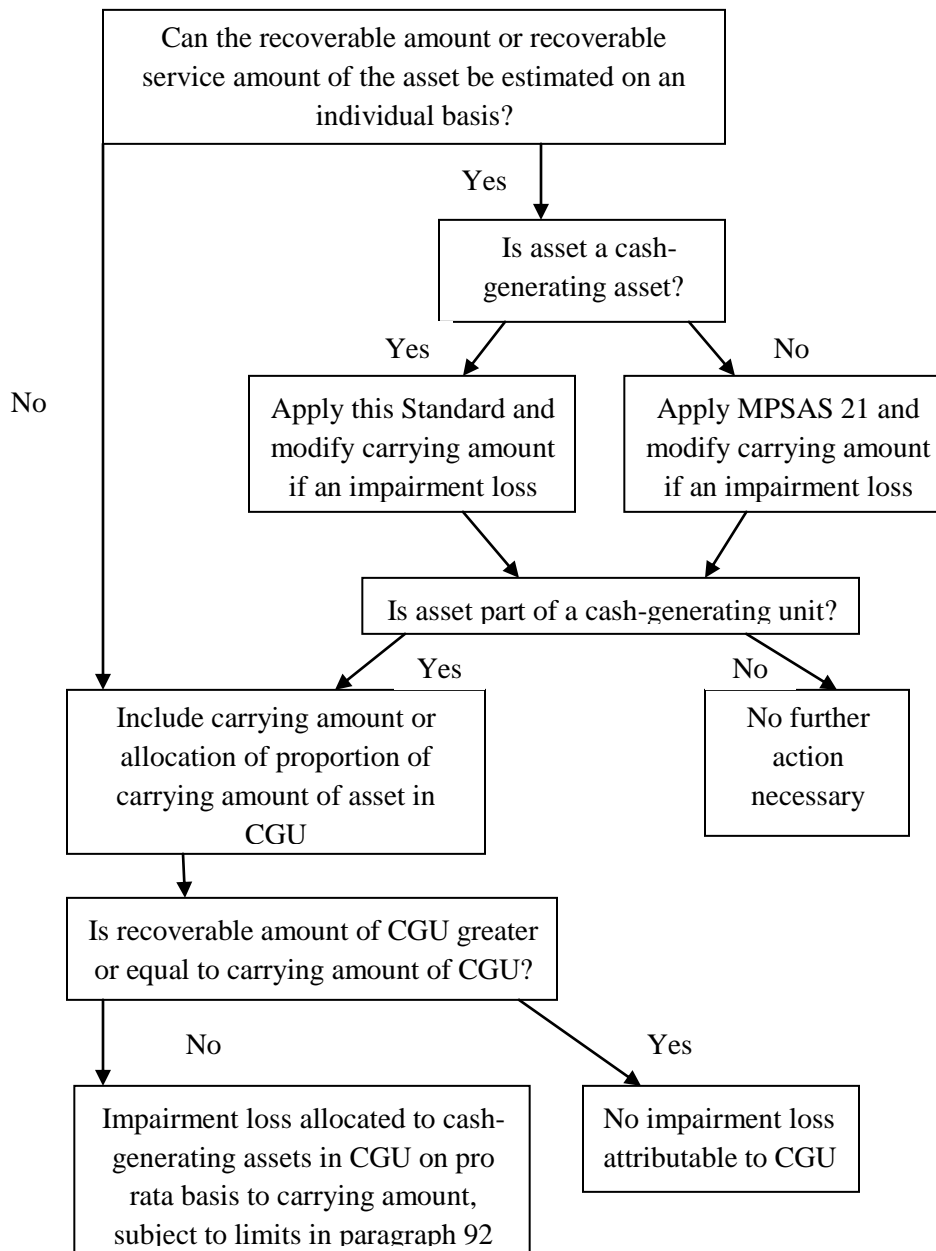 Can the recoverable amount or recoverable
service amount of the asset be estimated on an
individual basis?
Yes
Is asset a cash-
generating asset?
Yes
No
No
Apply this Standard and
modify carrying amount
if an impairment loss
Apply MPSAS 21 and
modify carrying amount
if an impairment loss
Is asset part of a cash-generating unit?
Yes
No
Include carrying amount or
allocation of proportion of
carrying amount of asset in
CGU
No further
action
necessary
Is recoverable amount of CGU greater
or equal to carrying amount of CGU?
No
Yes
Impairment loss allocated to cash-
generating assets in CGU on pro
rata basis to carrying amount,
subject to limits in paragraph 92
No impairment loss
attributable to CGU